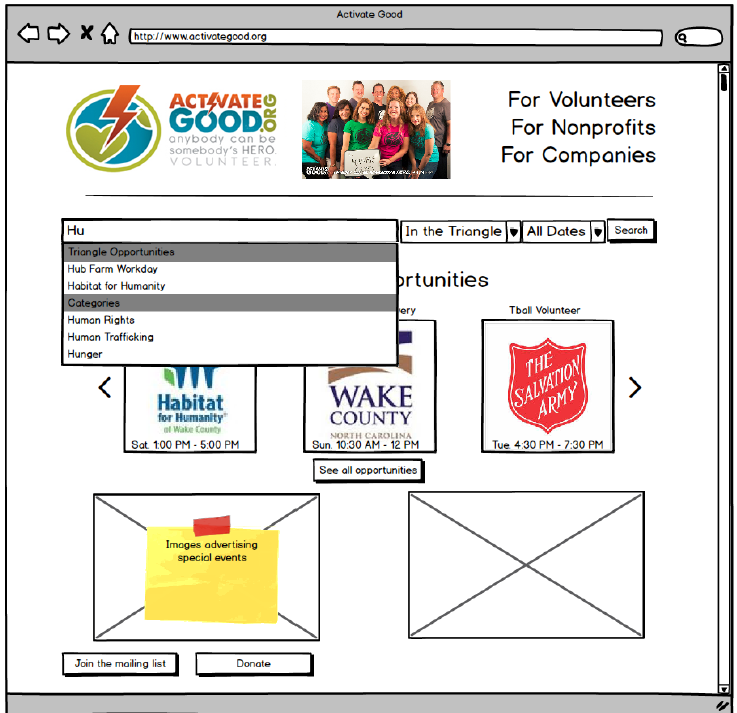 Activate Good
http://www.activategood.org
ACTIVATE
GOOD.ORG
anybody can be
somebody's HERO.
VOLUNTEER.
For Volunteers
For Nonprofits
For Companies
Hu
In the Triangle
All Dates
Search
Triangle Opportunities
Hub Farm Workday
Habitat for Humanity
Categories
Human Rights
Human Trafficking
Hunger
ortunities
ery
Tball Volunteer
Habitat
for Humanity®
of Wake County
Sat. 1:00 PM - 5:00 PM
WAKE
COUNTY
NORTH CAROLINA
Sun. 10:30 AM - 12 PM
THE
SALVATION
ARMY
Tue. 4:30 PM - 7:30 PM
See all opportunities
Images advertising
special events
Join the mailing list
Donate